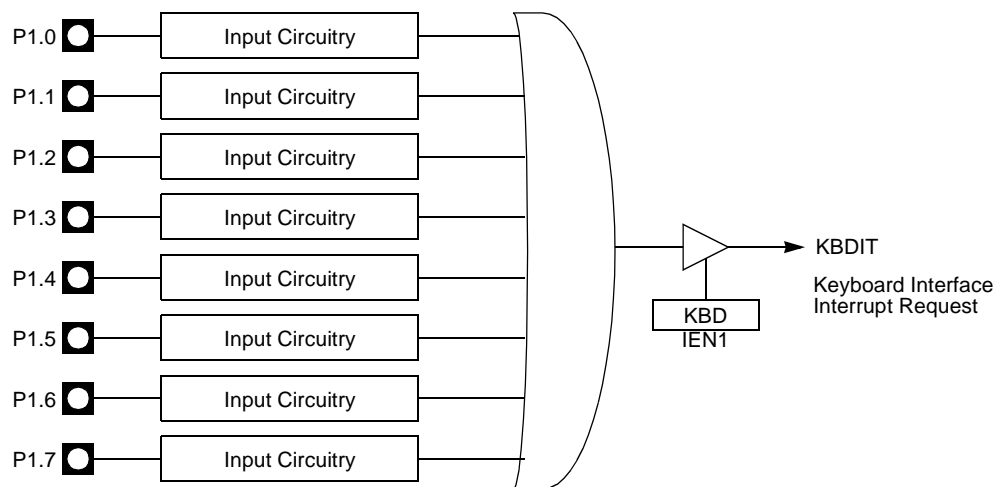 P1.0 Input Circuitry
P1.1 Input Circuitry
P1.2 Input Circuitry
P1.3 Input Circuitry
P1.4 Input Circuitry
P1.5 Input Circuitry
P1.6 Input Circuitry
P1.7 Input Circuitry
KBDIT
Keyboard Interface
Interrupt Request
KBD
IEN1